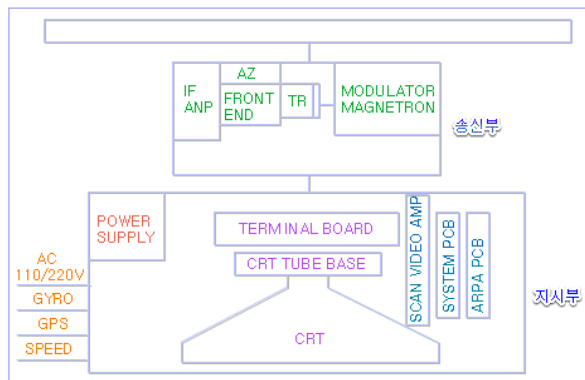 IF
ANP
AZ
FRONT
END
TR
MODULATOR
MAGNETRON
송신부
POWER
SUPPLY
TERMINAL BOARD
CRT TUBE BASE
CRT
SCAN VIDEO AMP
SYSTEM PCB
ARPA PCB
지시부
AC
110/220V
GYRO
GPS
SPEED